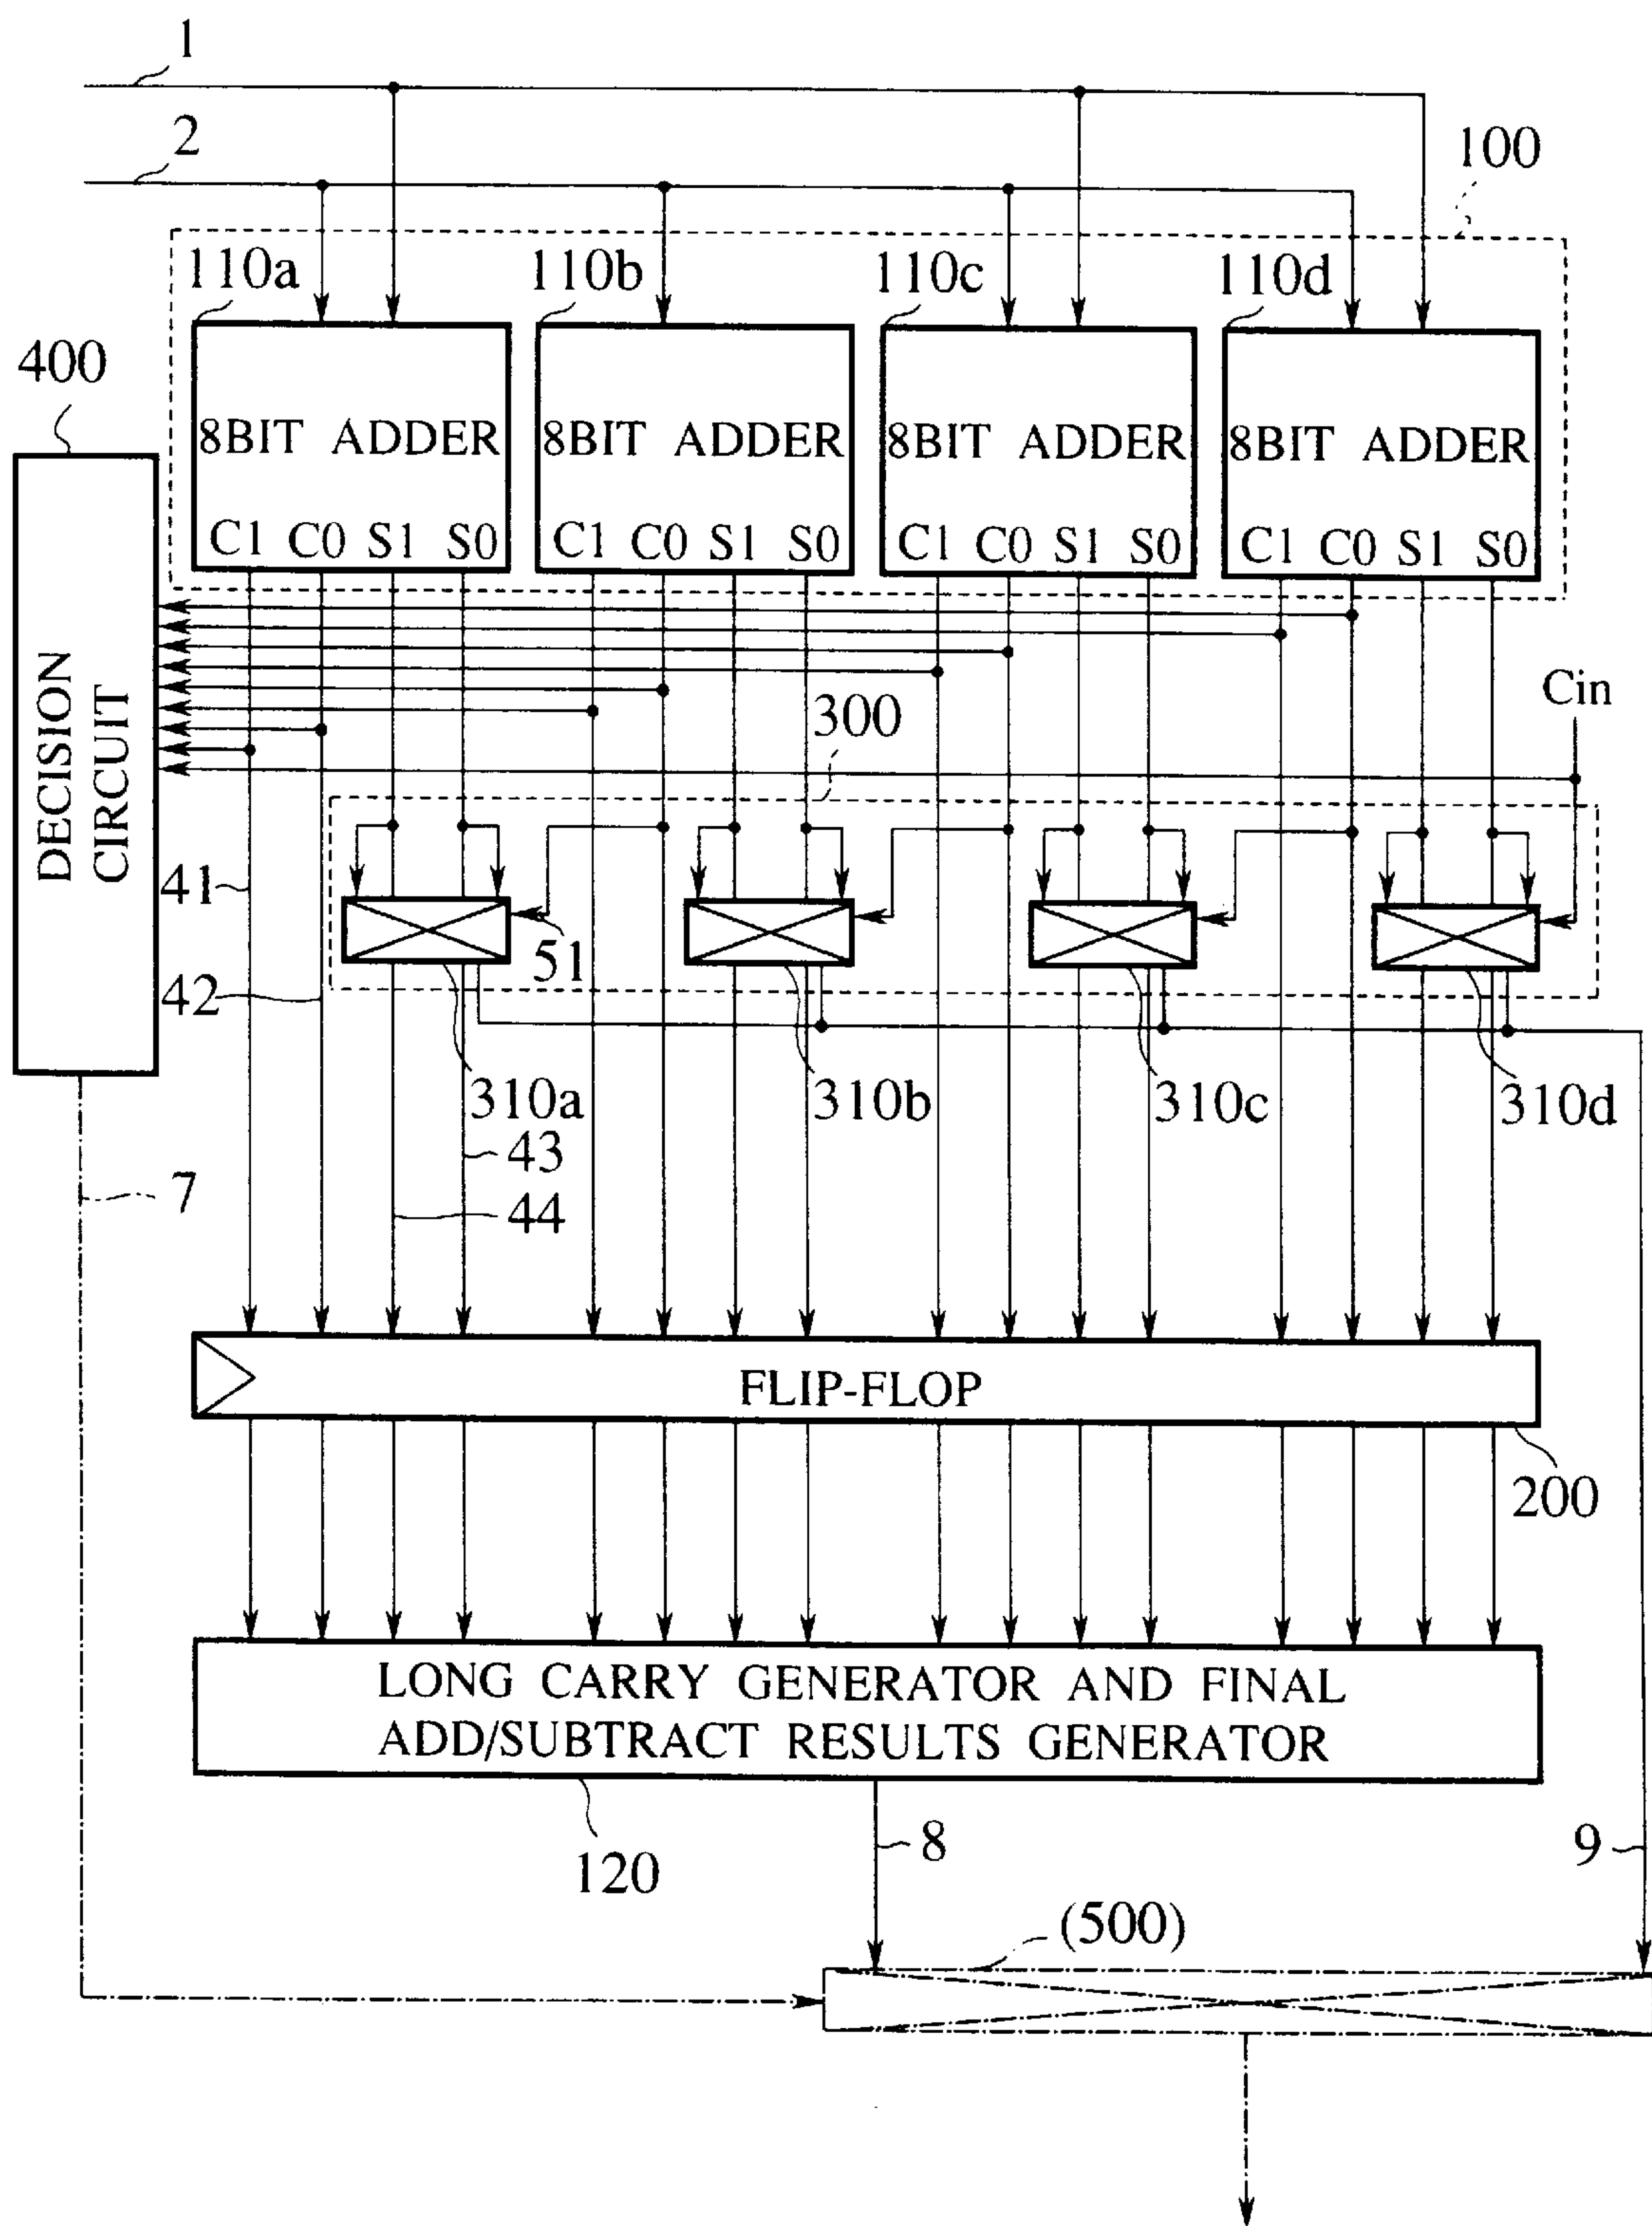 1
2
100
110a
110b
110c
110d
400
8BIT ADDER
8BIT ADDER
8BIT ADDER
8BIT ADDER
C1 C0 S1 S0
C1 C0 S1 S0
C1 C0 S1 S0
C1 C0 S1 S0
DECISION
CIRCUIT
300
Cin
41
51
42
310a
310b
310c
310d
43
7
44
FLIP-FLOP
200
LONG CARRY GENERATOR AND FINAL
ADD/SUBTRACT RESULTS GENERATOR
8
9
120
(500)